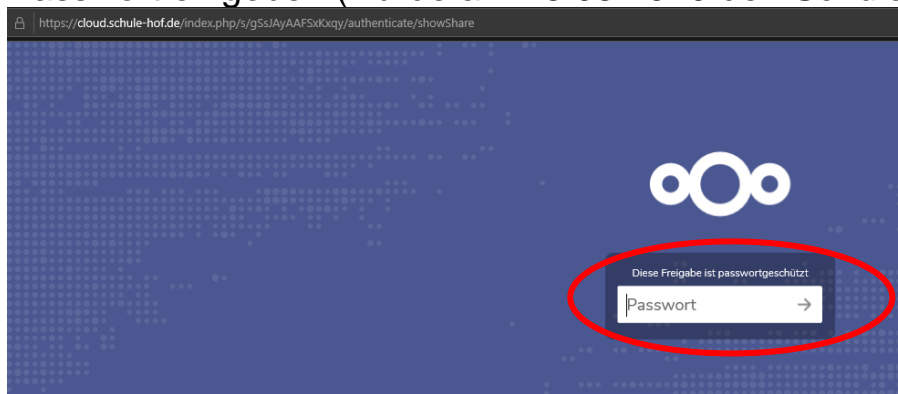 https://cloud.schule-hof.de/index.php/s/gSsJAyAAFSxKxqy/authenticate/showShare
Diese Freigabe ist passwortgeschützt
Passwort